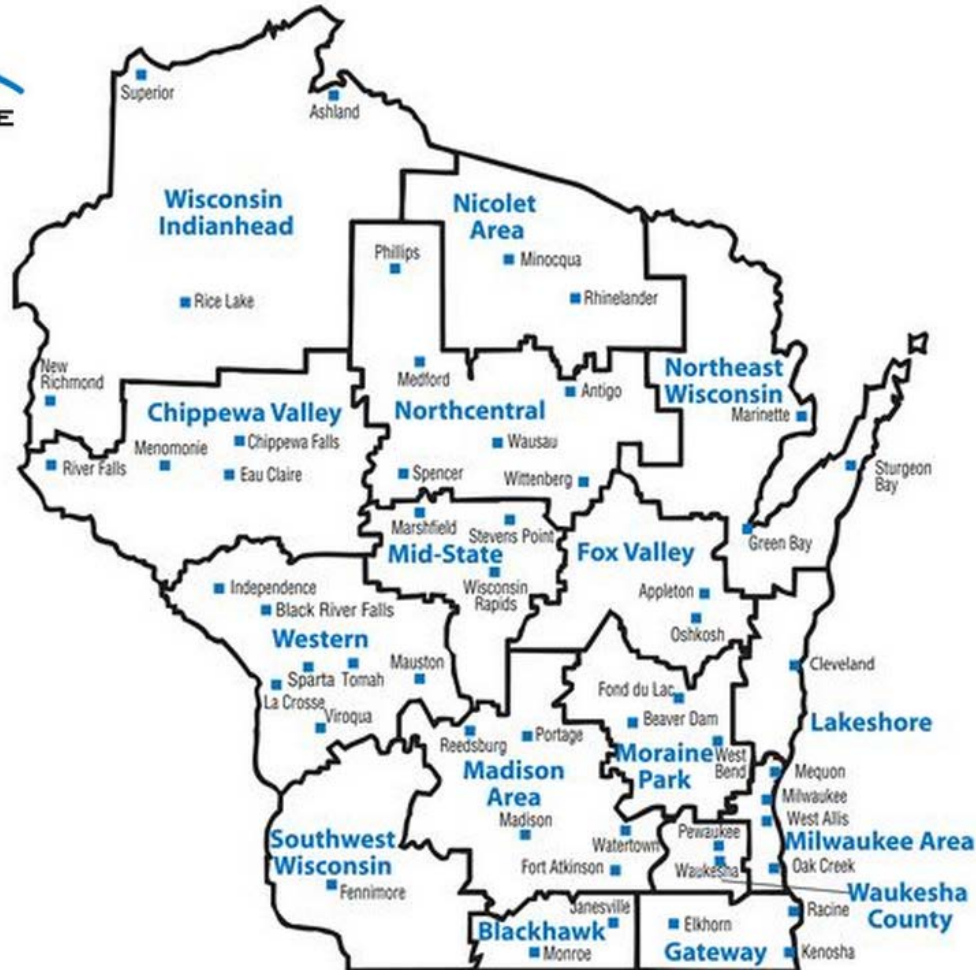 E
Superior
Ashland
Wisconsin
Indianhead
Nicolet
Area
Phillips
Minocqua
Rice Lake
Rhinelander
New
Richmond
Medford
Antigo
Northeast
Wisconsin
Marinette
Chippewa Valley
Northcentral
Menomonie
Chippewa Falls
Wausau
River Falls
Eau Claire
Spencer
Wittenberg
Sturgeon
Bay
Marshfield
Stevens Point
Green Bay
Mid-State
Fox Valley
Wisconsin
Rapids
Appleton
Oshkosh
Independence
Black River Falls
Western
Mauston
Sparta
Tomah
La Crosse
Viroqua
Cleveland
Fond du Lac
Beaver Dam
Lakeshore
Reedsburg
Portage
Moraine
Park
West
Bend
Madison
Area
Madison
Mequon
Milwaukee
West Allis
Milwaukee Area
Oak Creek
Watertown
Pewaukee
Waukesha
Fort Atkinson
Southwest
Wisconsin
Fennimore
Waukesha
County
Janesville
Blackhawk
Monroe
Elkhorn
Gateway
Racine
Kenosha